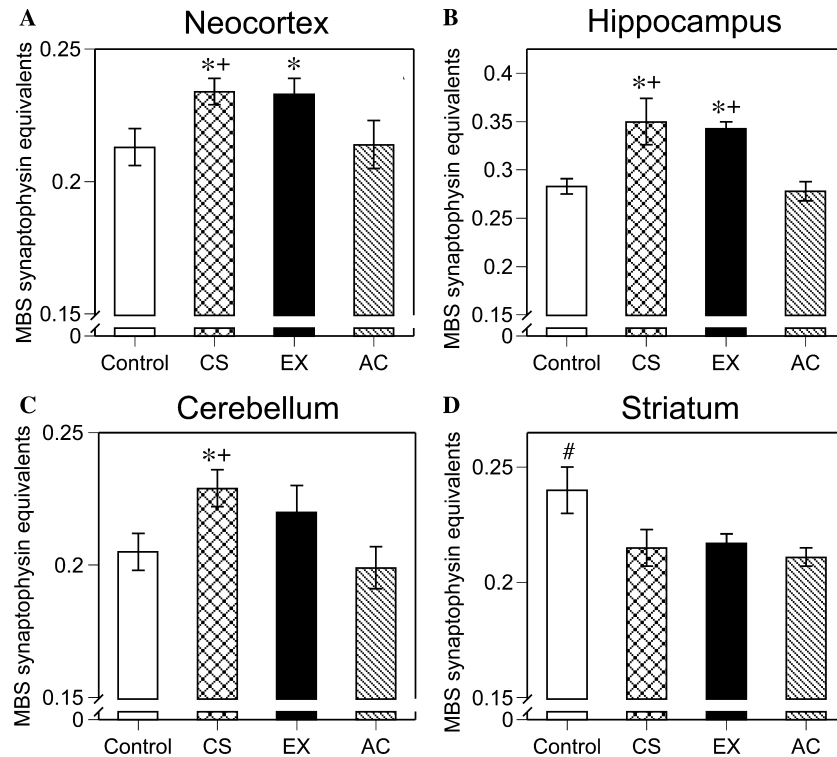 A Neocortex
MBS synaptophysin equivalents
0.25
0.2
0.15
0
*+
*
Control CS EX AC
B Hippocampus
MBS synaptophysin equivalents
0.4
0.35
0.3
0.25
0.2
0.15
0
*+
*+
Control CS EX AC
C Cerebellum
MBS synaptophysin equivalents
0.25
0.2
0.15
0
*+
Control CS EX AC
D Striatum
MBS synaptophysin equivalents
0.25
0.2
0.15
0
#
Control CS EX AC